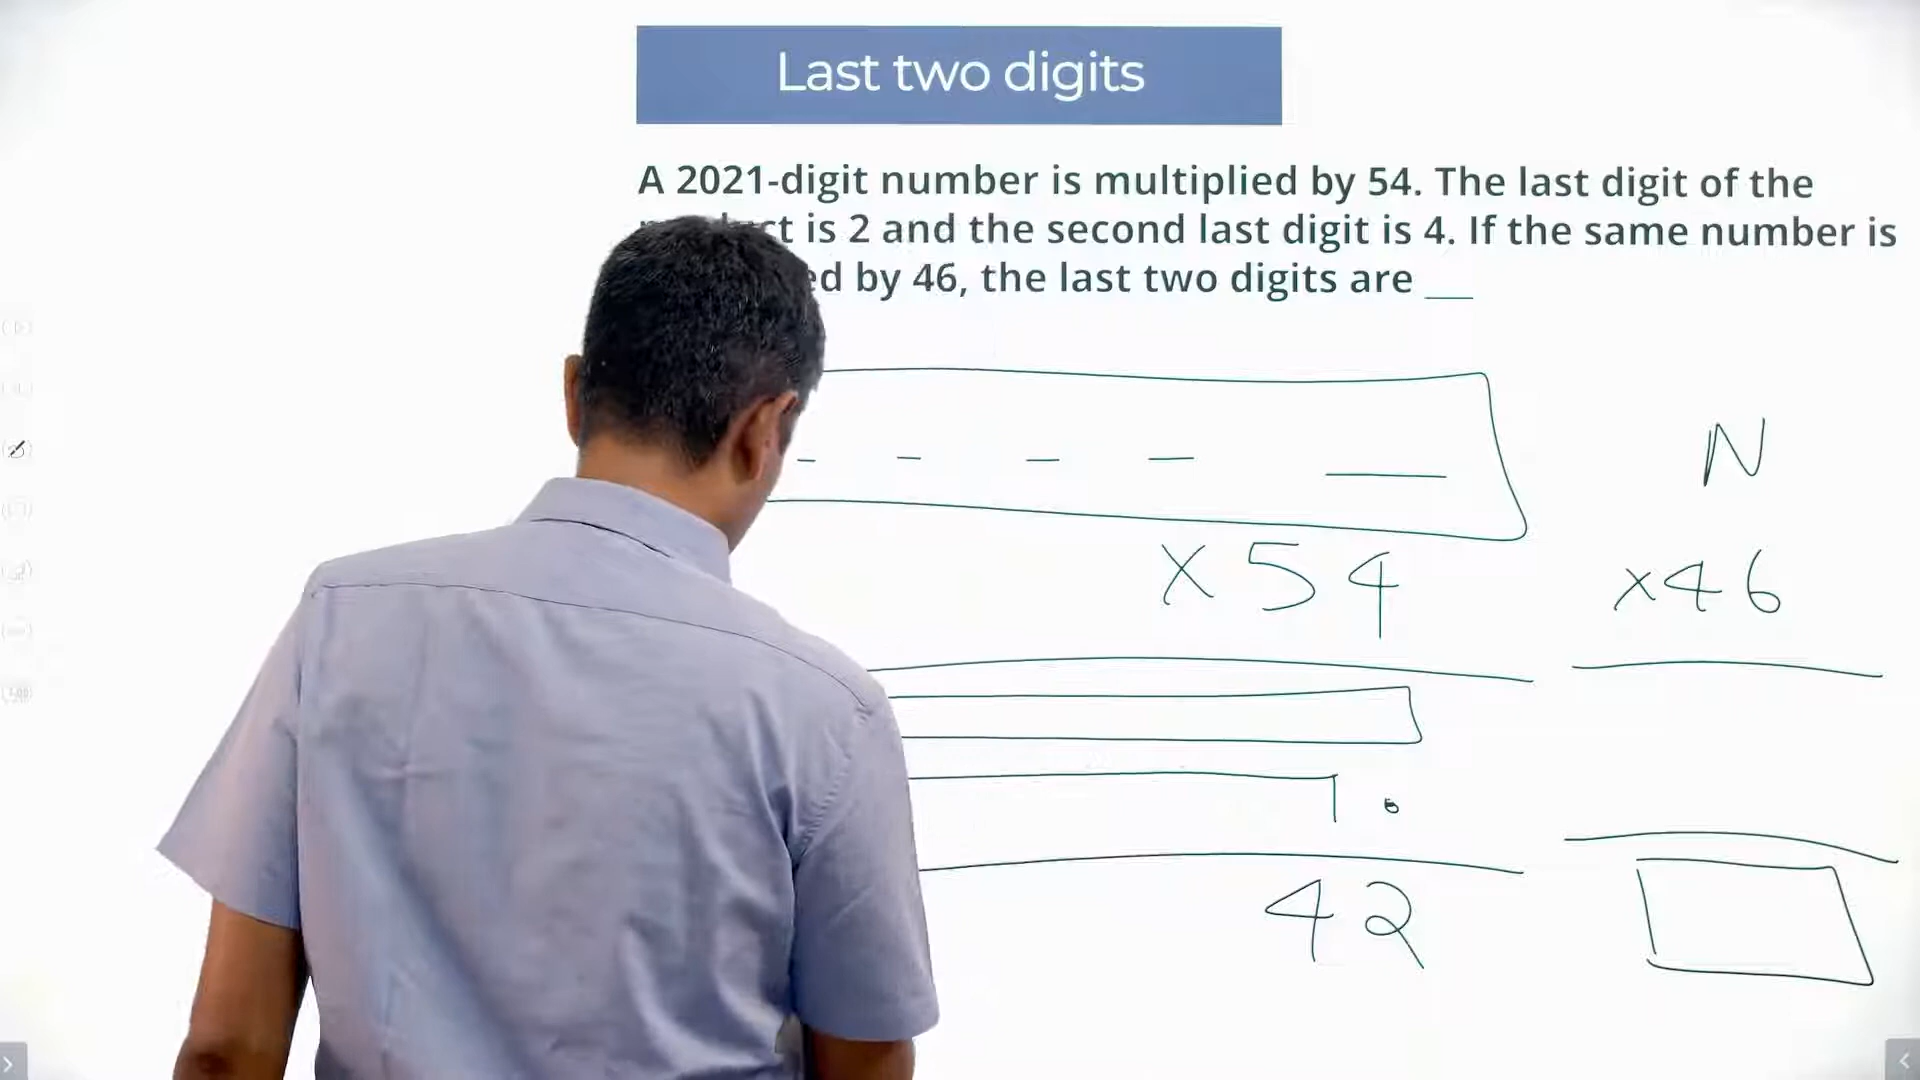 Last two digits
A 2021-digit number is multiplied by 54. The last digit of the
is 2 and the second last digit is 4. If the same number is
by 46, the last two digits are __
N
x 54
x46
42